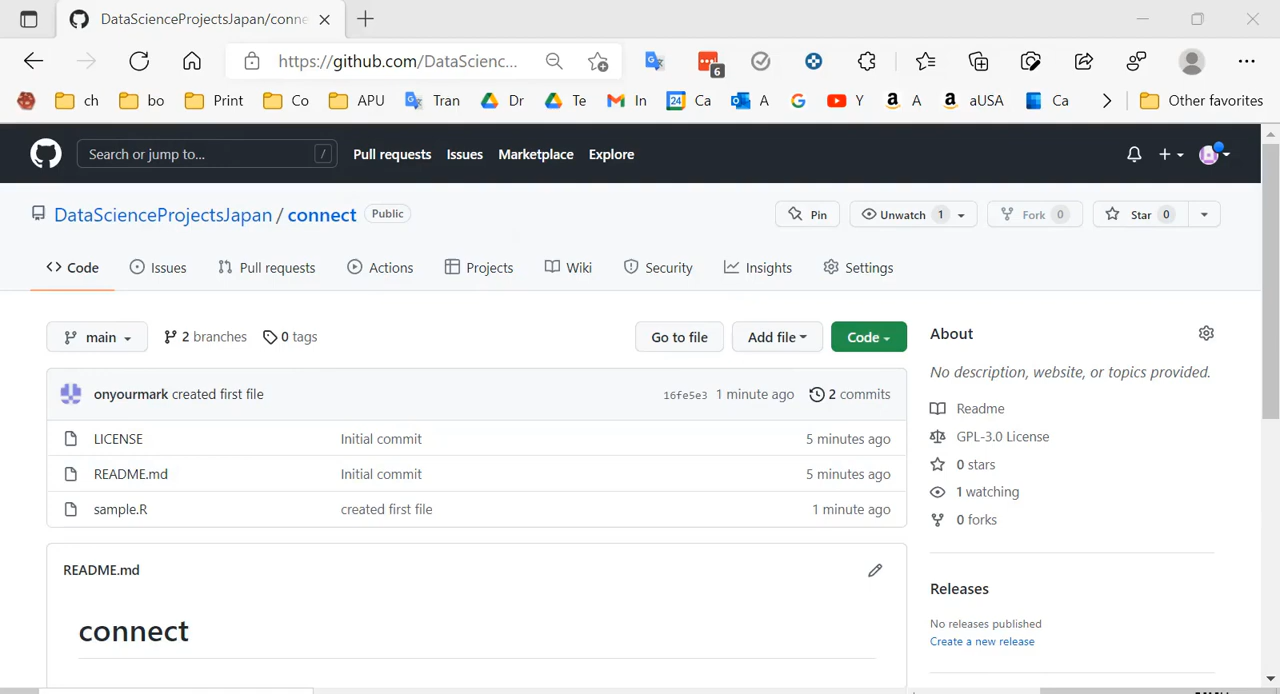 DataScienceProjectsJapan/conne
https://github.com/DataScienc...
6
ch bo Print Co APU Tran Dr Te In 24 Ca A Y A aUSA Ca Other favorites
Search or jump to... / Pull requests Issues Marketplace Explore
DataScienceProjectsJapan / connect Public Pin Unwatch 1 Fork 0 Star 0
Code Issues Pull requests Actions Projects Wiki Security Insights Settings
main 2 branches 0 tags Go to file Add file Code
onyourmark created first file 16fe5e3 1 minute ago 2 commits
LICENSE Initial commit 5 minutes ago
README.md Initial commit 5 minutes ago
sample.R created first file 1 minute ago
README.md
connect
About
No description, website, or topics provided.
Readme
GPL-3.0 License
0 stars
1 watching
0 forks
Releases
No releases published
Create a new release